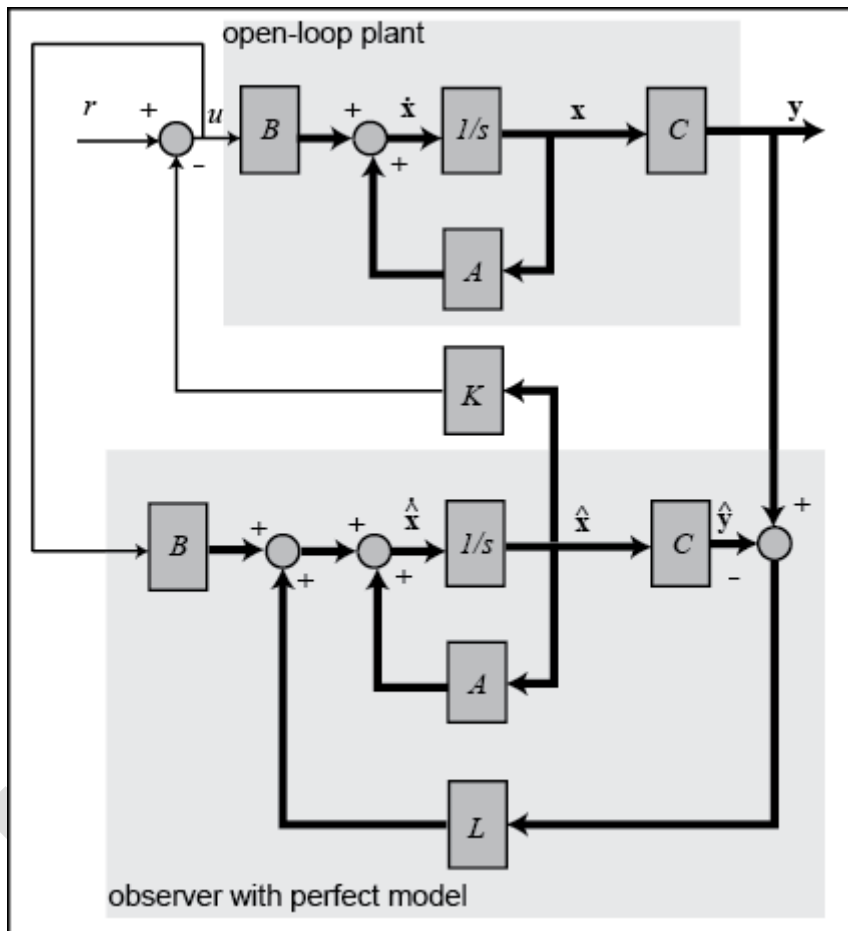 open-loop plant
r + - u B + + ẋ 1/s x C y
A
K
B + + + + x̂̇ 1/s x̂ C ŷ + -
A
L
observer with perfect model